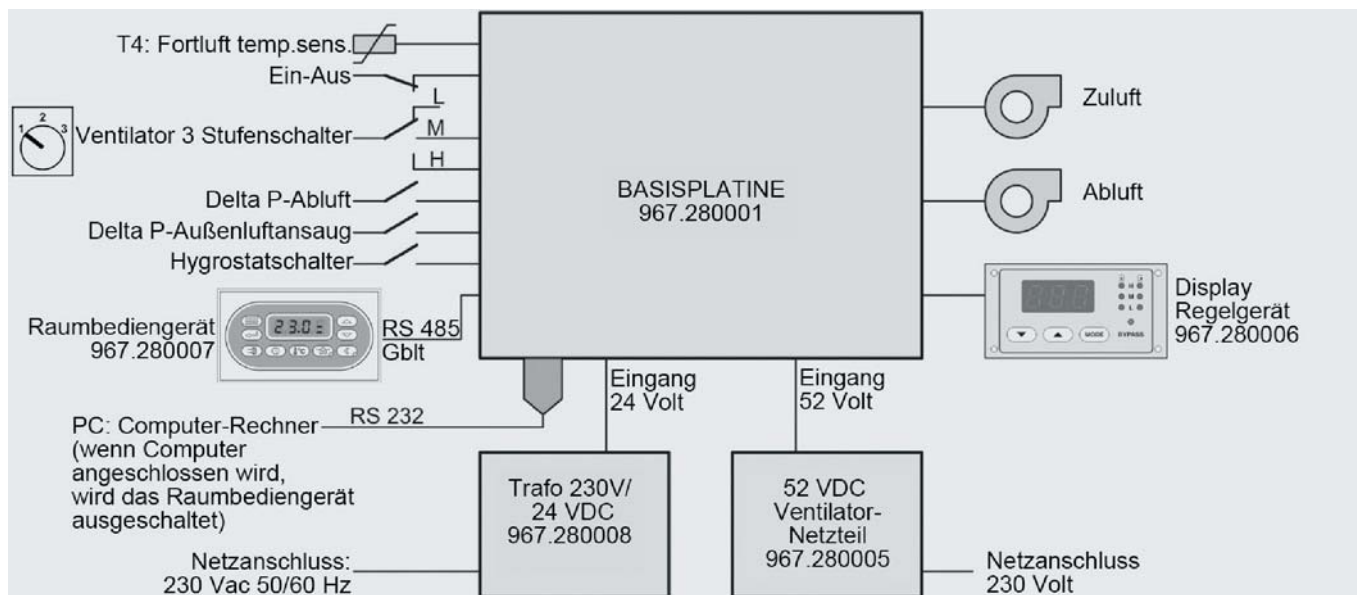 T4: Fortluft temp.sens.
Ein-Aus
L
1 2 3
Ventilator 3 Stufenschalter
M
H
Delta P-Abluft
Delta P-Außenluftansaug
Hygrostatschalter
BASISPLATINE
967.280001
Zuluft
Abluft
Raumbediengerät
967.280007
23.0
RS 485
Gblt
H
M
L
MODE
BYPASS
Display
Regelgerät
967.280006
Eingang
24 Volt
Eingang
52 Volt
PC: Computer-Rechner
RS 232
(wenn Computer
angeschlossen wird,
wird das Raumbediengerät
ausgeschaltet)
Trafo 230V/
24 VDC
967.280008
52 VDC
Ventilator-
Netzteil
967.280005
Netzanschluss:
230 Vac 50/60 Hz
Netzanschluss
230 Volt